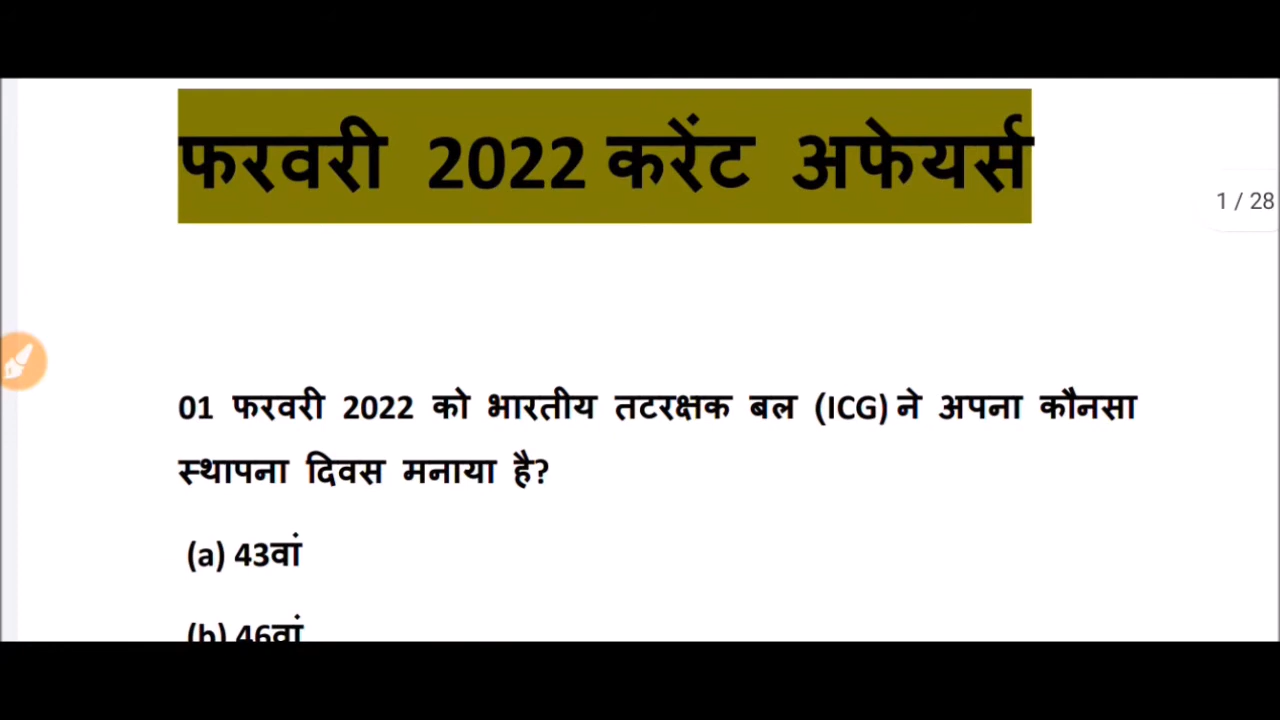 फरवरी 2022 करेंट अफेयर्स
1 / 28
01 फरवरी 2022 को भारतीय तटरक्षक बल (ICG) ने अपना कौनसा
स्थापना दिवस मनाया है?
(a) 43वां
(b) 46वां